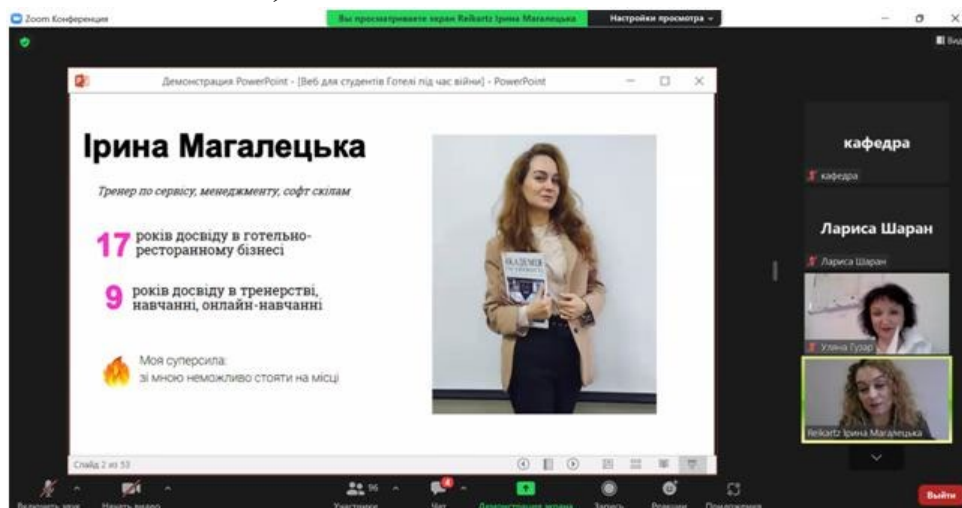 Zoom Конференция
Вы просматриваете экран Reikartz Ірина Магалецька
Настройки просмотра
Вид
Демонстрация PowerPoint - [Веб для студентів Готелі під час війни] - PowerPoint
Ірина Магалецька
Тренер по сервісу, менеджменту, софт скілам
17 років досвіду в готельно-
ресторанному бізнесі
9 років досвіду в тренерстві,
навчанні, онлайн-навчанні
Моя суперсила:
зі мною неможливо стояти на місці
АКАДЕМІЯ
Слайд 2 из 53
кафедра
кафедра
Лариса Шаран
Лариса Шаран
Уляна Гузар
Reikartz Ірина Магалецька
96
4
Включить звук
Начать видео
Участники
Чат
Демонстрация экрана
Запись
Реакции
Приложения
Выйти